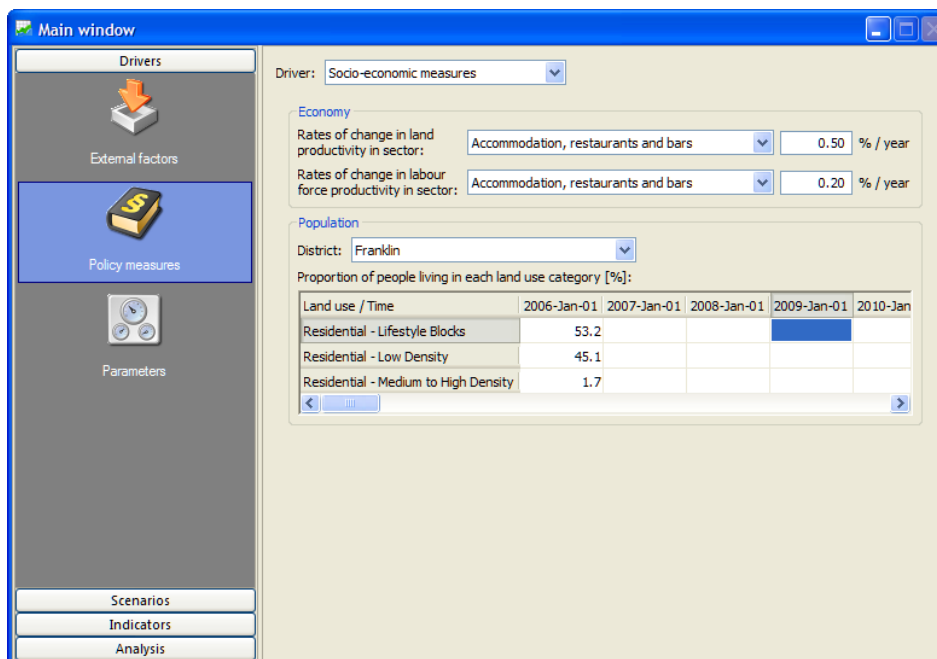 Main window
Drivers
External factors
Policy measures
Parameters
Scenarios
Indicators
Analysis
Driver: Socio-economic measures
Economy
Rates of change in land
productivity in sector: Accommodation, restaurants and bars 0.50 % / year
Rates of change in labour
force productivity in sector: Accommodation, restaurants and bars 0.20 % / year
Population
District: Franklin
Proportion of people living in each land use category [%]:
Land use / Time 2006-Jan-01 2007-Jan-01 2008-Jan-01 2009-Jan-01 2010-Jan
Residential - Lifestyle Blocks 53.2
Residential - Low Density 45.1
Residential - Medium to High Density 1.7